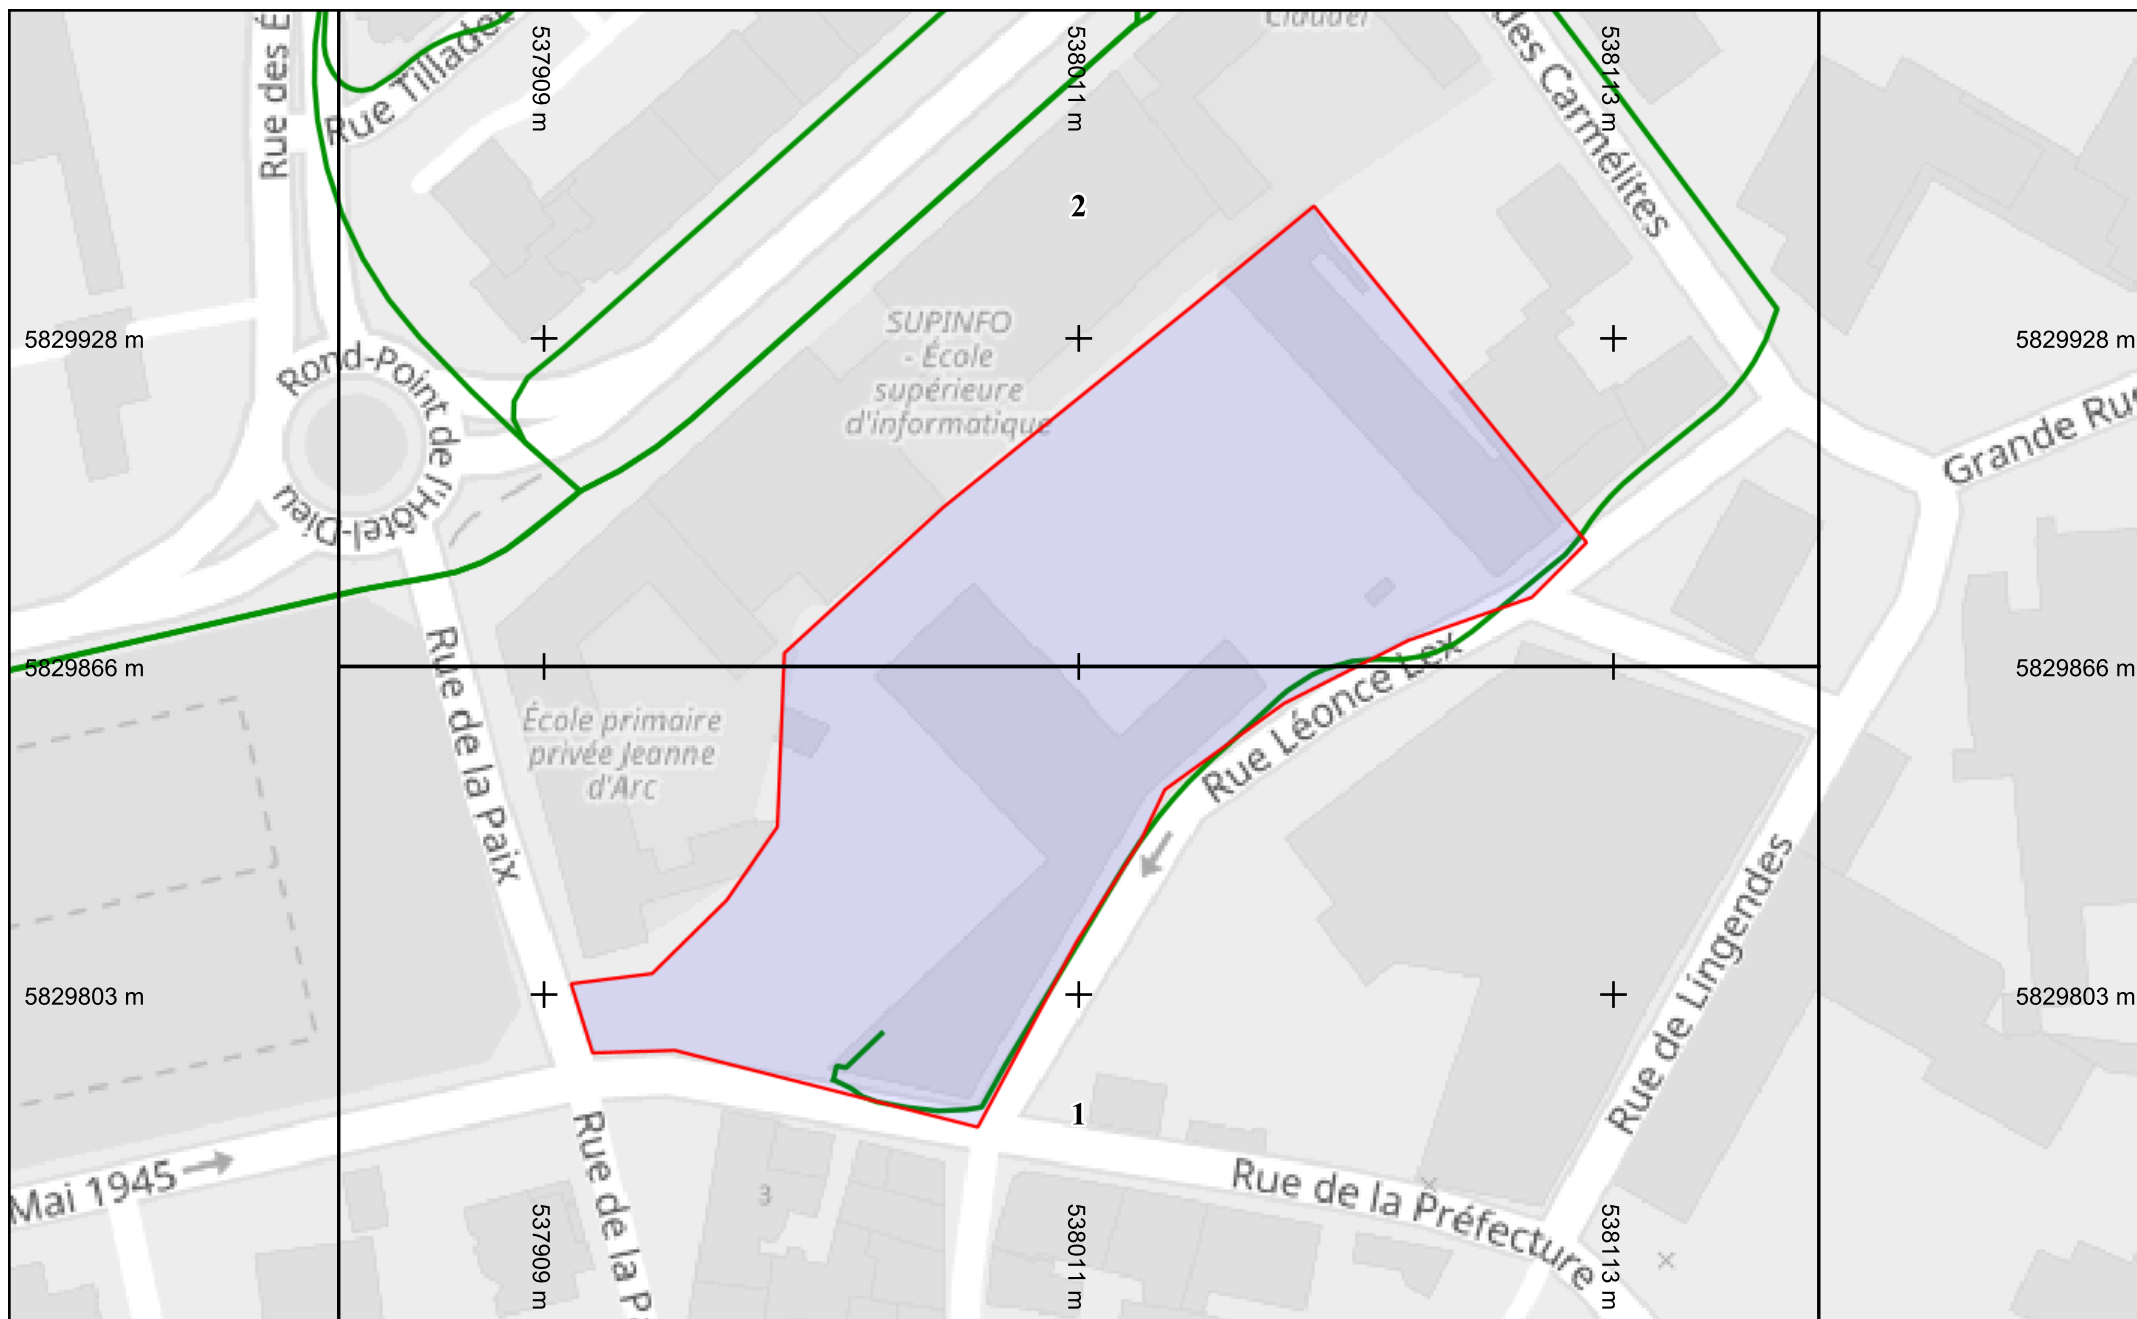 Rue des É
Rue Tillade
537909 m
538011 m
Claudel
des Carmélites
538113 m
2
5829928 m
Rond-Point de l'Hôtel-Dieu
SUPINFO
- École
supérieure
d'informatique
5829928 m
Grande Rue
5829866 m
Rue de la Paix
École primaire
privée Jeanne
d'Arc
Rue Léonce Lex
5829866 m
5829803 m
Rue de Lingendes
5829803 m
Mai 1945
Rue de la P
3
1
Rue de la Préfecture
537909 m
538011 m
538113 m